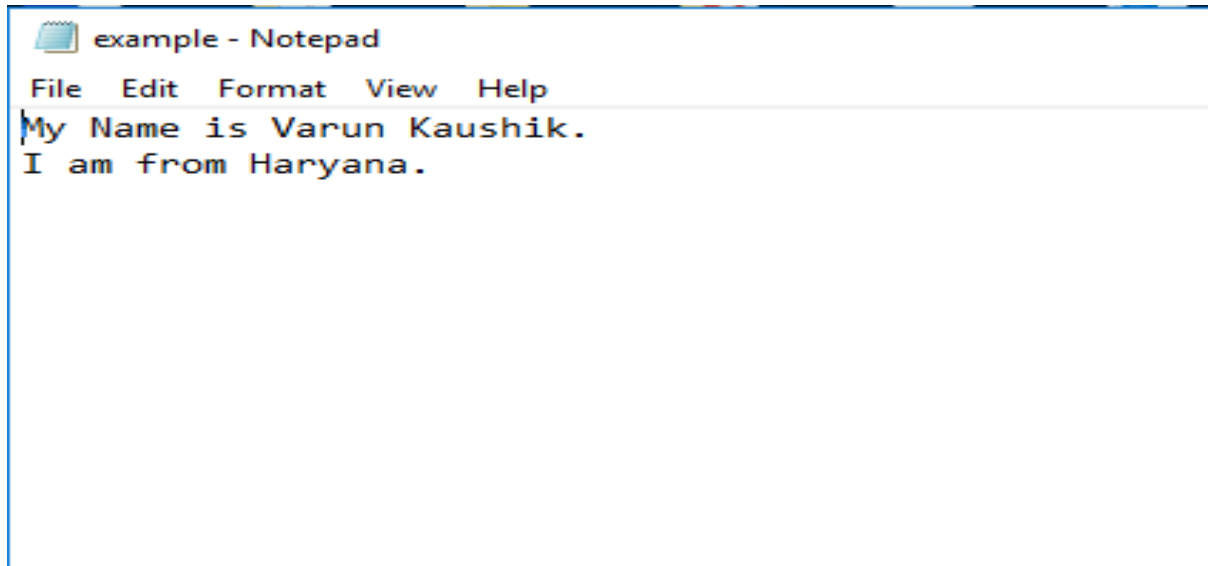 example - Notepad
File Edit Format View Help
My Name is Varun Kaushik.
I am from Haryana.